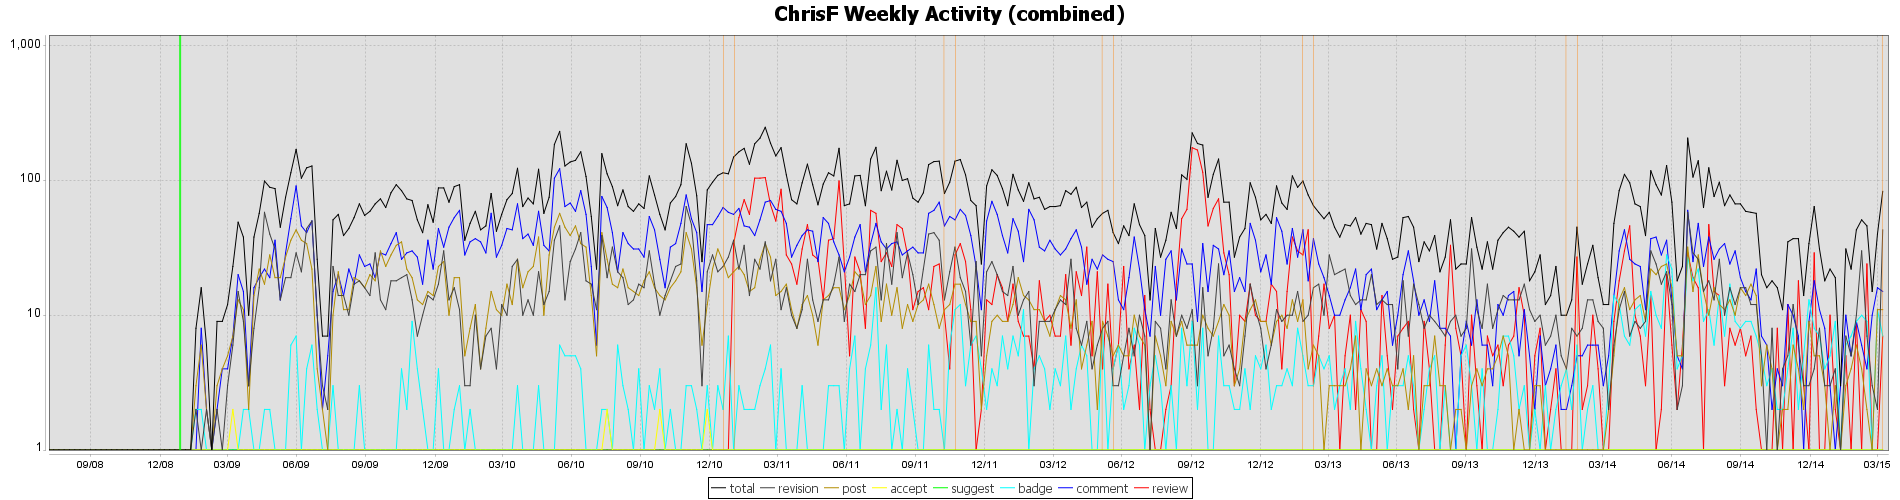 ChrisF Weekly Activity (combined)
1,000
100
10
1
09/08 12/08 03/09 06/09 09/09 12/09 03/10 06/10 09/10 12/10 03/11 06/11 09/11 12/11 03/12 06/12 09/12 12/12 03/13 06/13 09/13 12/13 03/14 06/14 09/14 12/14 03/15
total revision post accept suggest badge comment review